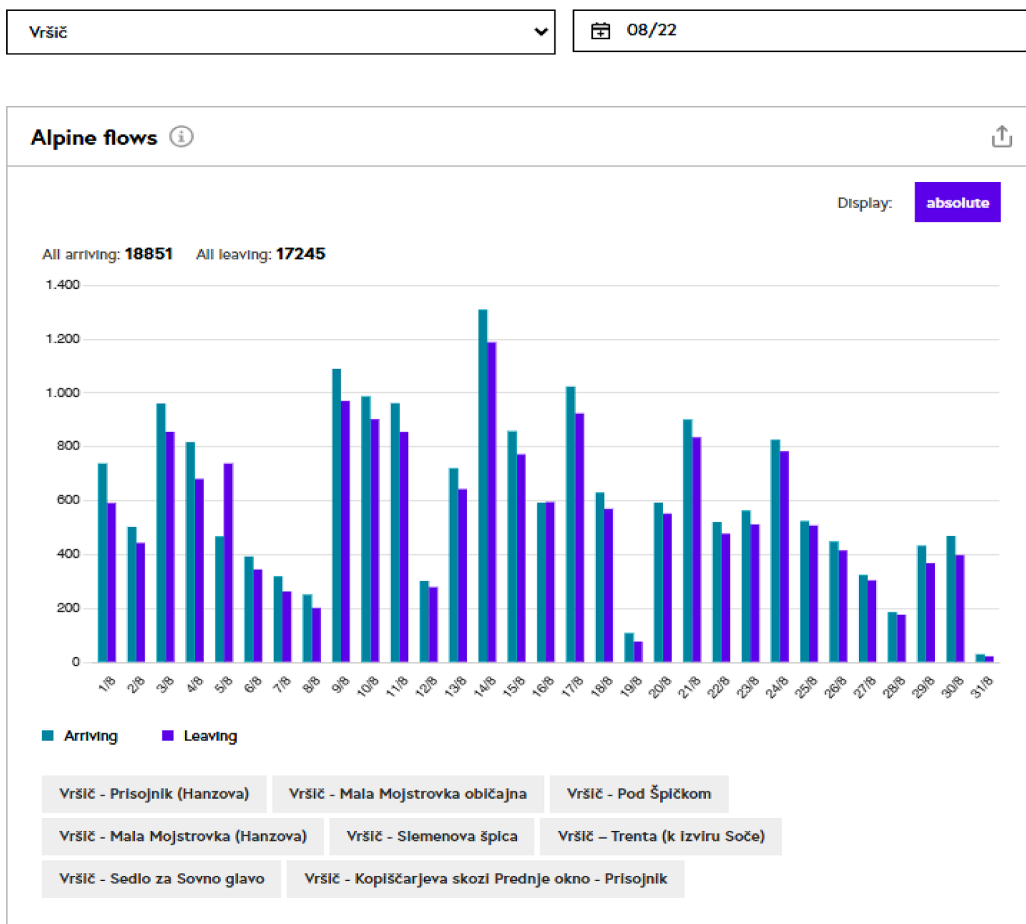 Vršič
08/22
Alpine flows
Display: absolute
All arriving: 18851 All leaving: 17245
1.400
1.200
1.000
800
600
400
200
0
1/8 2/8 3/8 4/8 5/8 6/8 7/8 8/8 9/8 10/8 11/8 12/8 13/8 14/8 15/8 16/8 17/8 18/8 19/8 20/8 21/8 22/8 23/8 24/8 25/8 26/8 27/8 28/8 29/8 30/8 31/8
Arriving Leaving
Vršič - Prisojnik (Hanzova) Vršič - Mala Mojstrovka običajna Vršič - Pod Špičkom
Vršič - Mala Mojstrovka (Hanzova) Vršič - Slemenova špica Vršič – Trenta (k izviru Soče)
Vršič - Sedlo za Sovno glavo Vršič - Kopiščarjeva skozi Prednje okno - Prisojnik